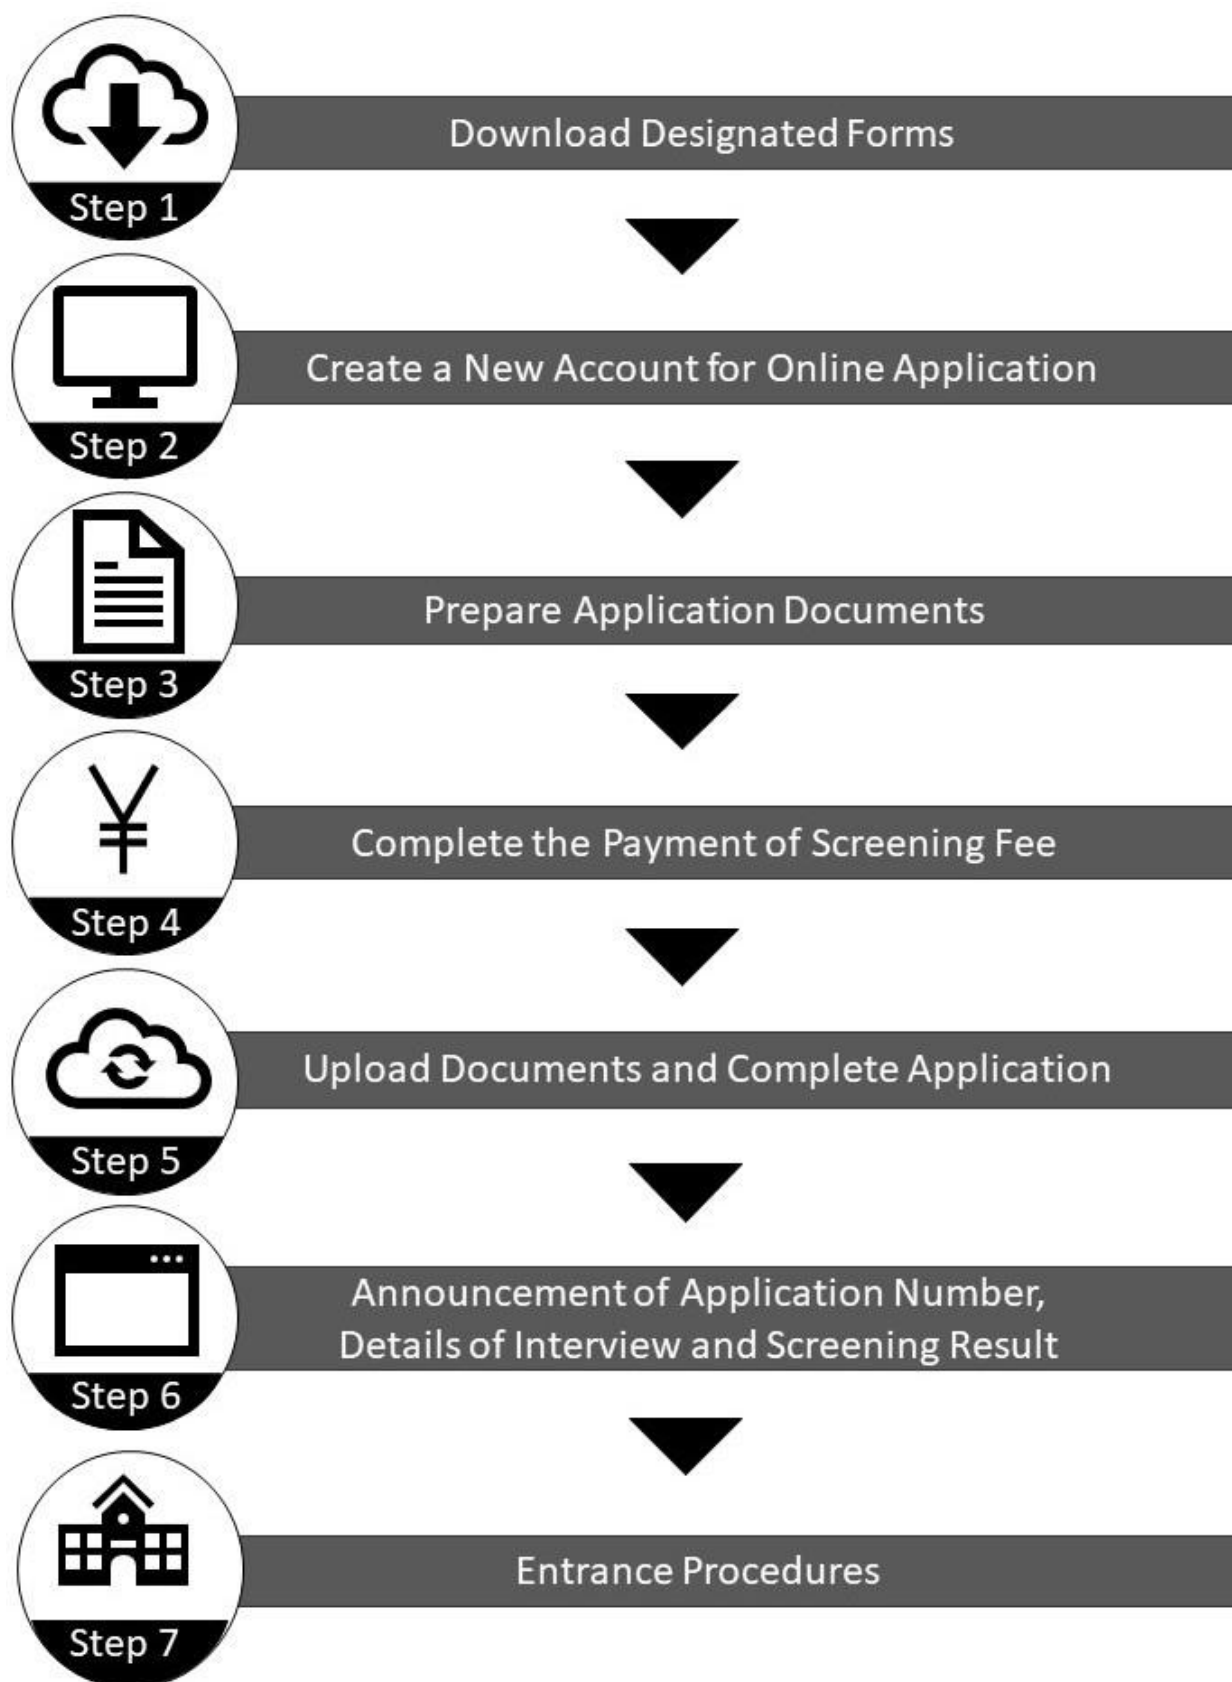 Download Designated Forms
Step 1
Create a New Account for Online Application
Step 2
Prepare Application Documents
Step 3
¥
Complete the Payment of Screening Fee
Step 4
Upload Documents and Complete Application
Step 5
Announcement of Application Number,
Details of Interview and Screening Result
Step 6
Entrance Procedures
Step 7